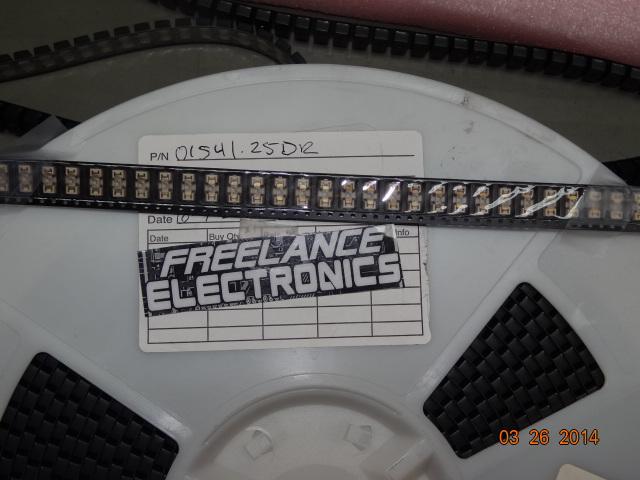 P/N 01541.25DR
Date
Date Buy Qty Info
FREELANCE
ELECTRONICS
03 26 2014